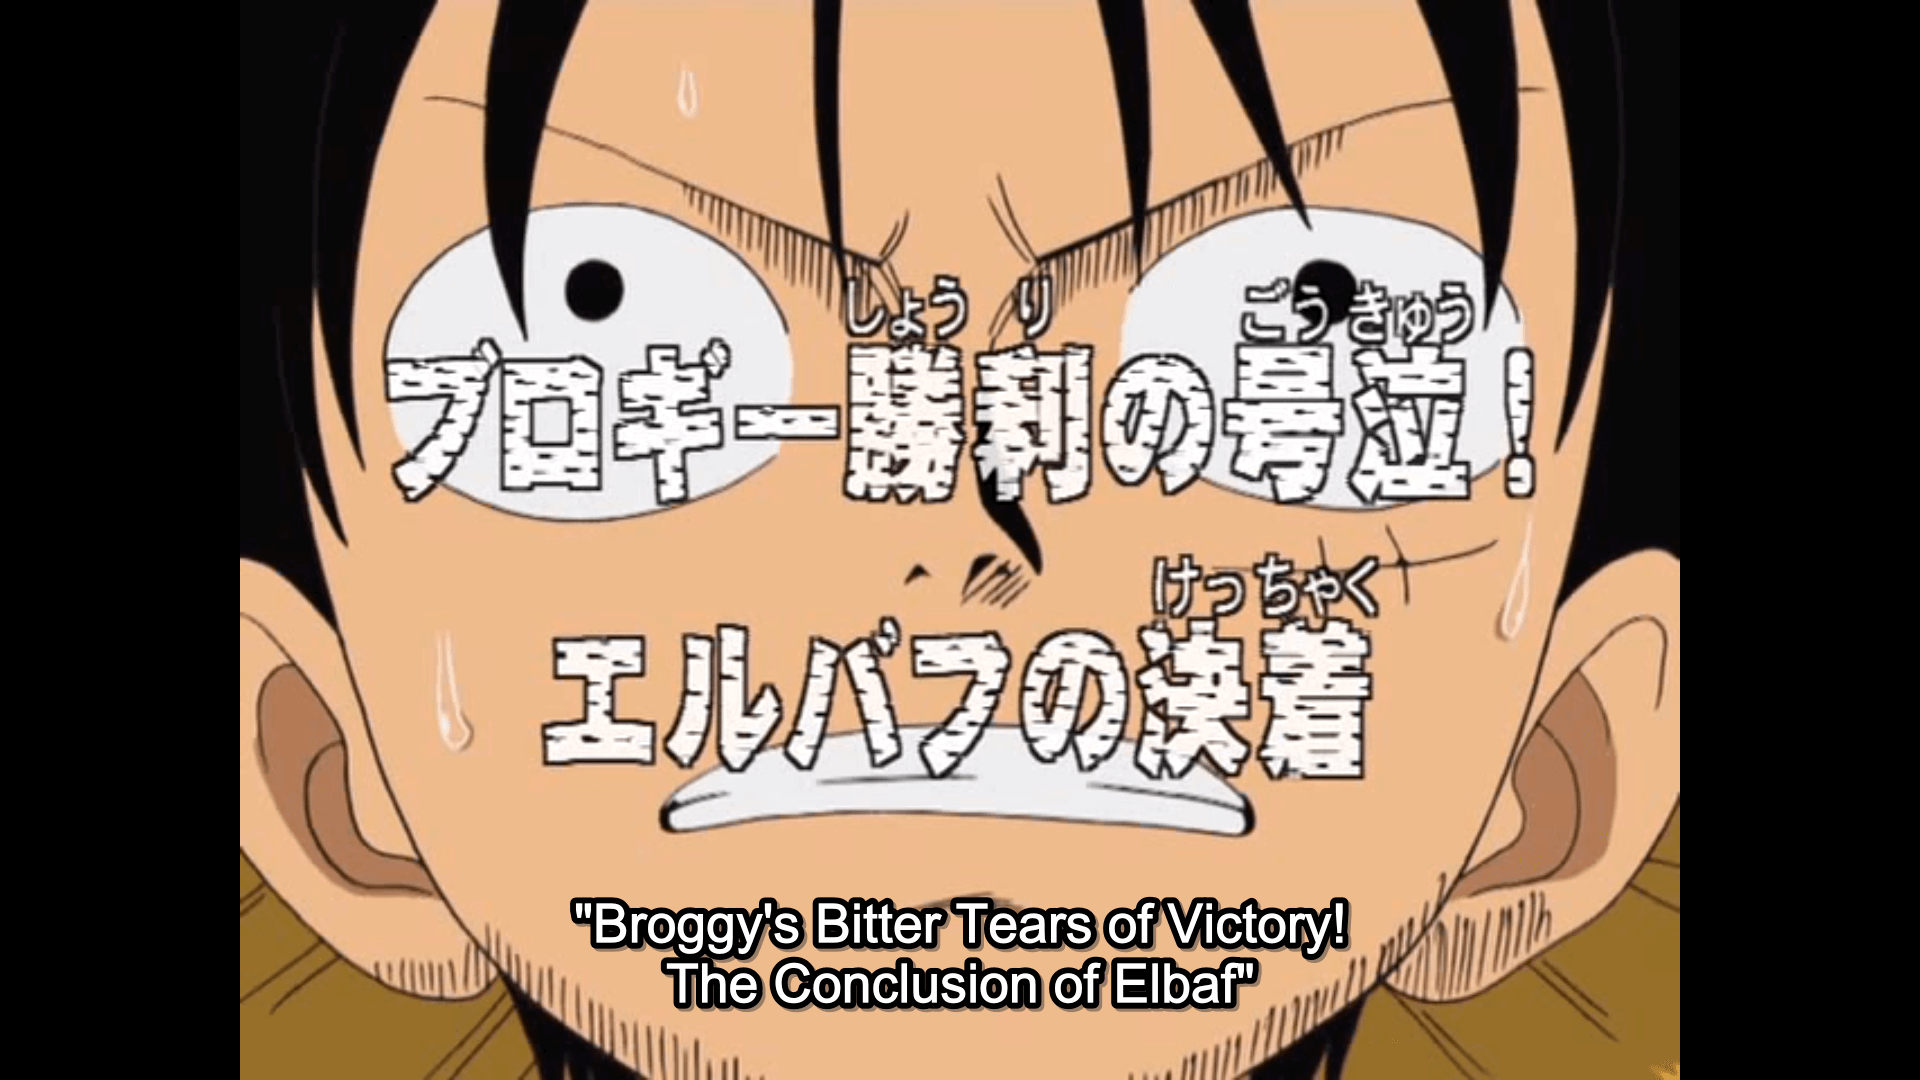 しょう り ごう きゅう
ブロギー勝利の号泣!
けっ ちゃく
エルバフの決着
"Broggy's Bitter Tears of Victory!
The Conclusion of Elbaf"